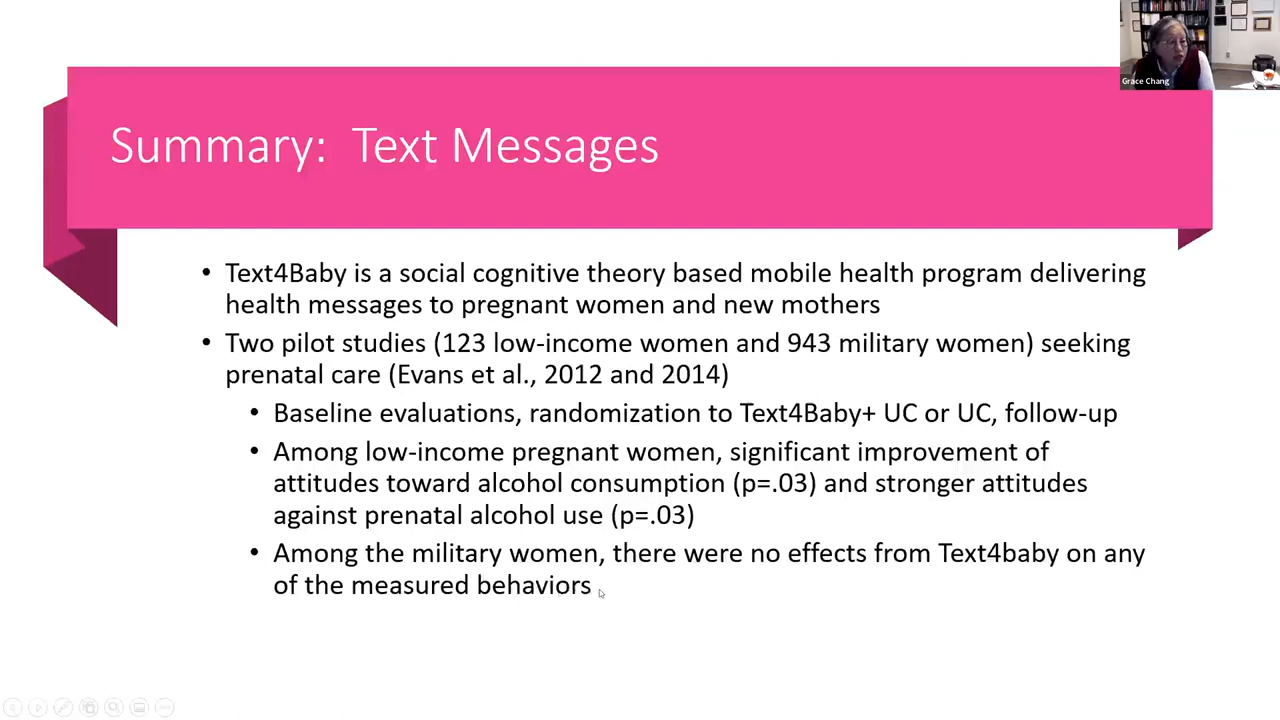 Grace Chang
Summary: Text Messages
• Text4Baby is a social cognitive theory based mobile health program delivering
health messages to pregnant women and new mothers
• Two pilot studies (123 low-income women and 943 military women) seeking
prenatal care (Evans et al., 2012 and 2014)
• Baseline evaluations, randomization to Text4Baby+ UC or UC, follow-up
• Among low-income pregnant women, significant improvement of
attitudes toward alcohol consumption (p=.03) and stronger attitudes
against prenatal alcohol use (p=.03)
• Among the military women, there were no effects from Text4baby on any
of the measured behaviors